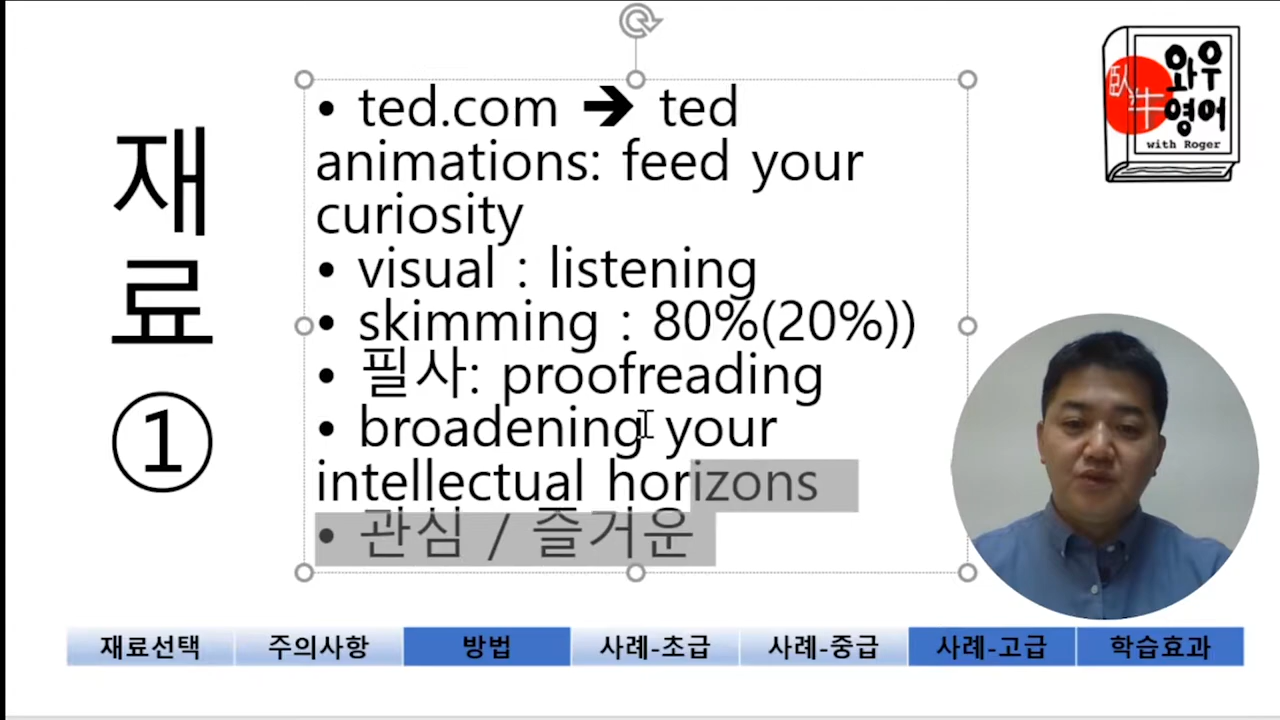 재료 ①
• ted.com → ted
animations: feed your
curiosity
• visual : listening
• skimming : 80%(20%))
• 필사: proofreading
• broadening your
intellectual horizons
• 관심 / 즐거운
臥牛
와우
영어
with Roger
재료선택 주의사항 방법 사례-초급 사례-중급 사례-고급 학습효과